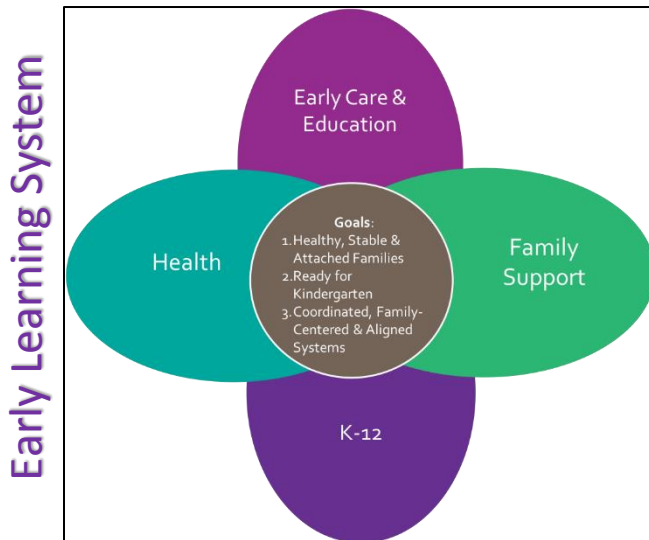 Early Learning System
Early Care &
Education
Health
Goals:
1.Healthy, Stable &
Attached Families
2.Ready for
Kindergarten
3.Coordinated, Family-
Centered & Aligned
Systems
Family
Support
K-12